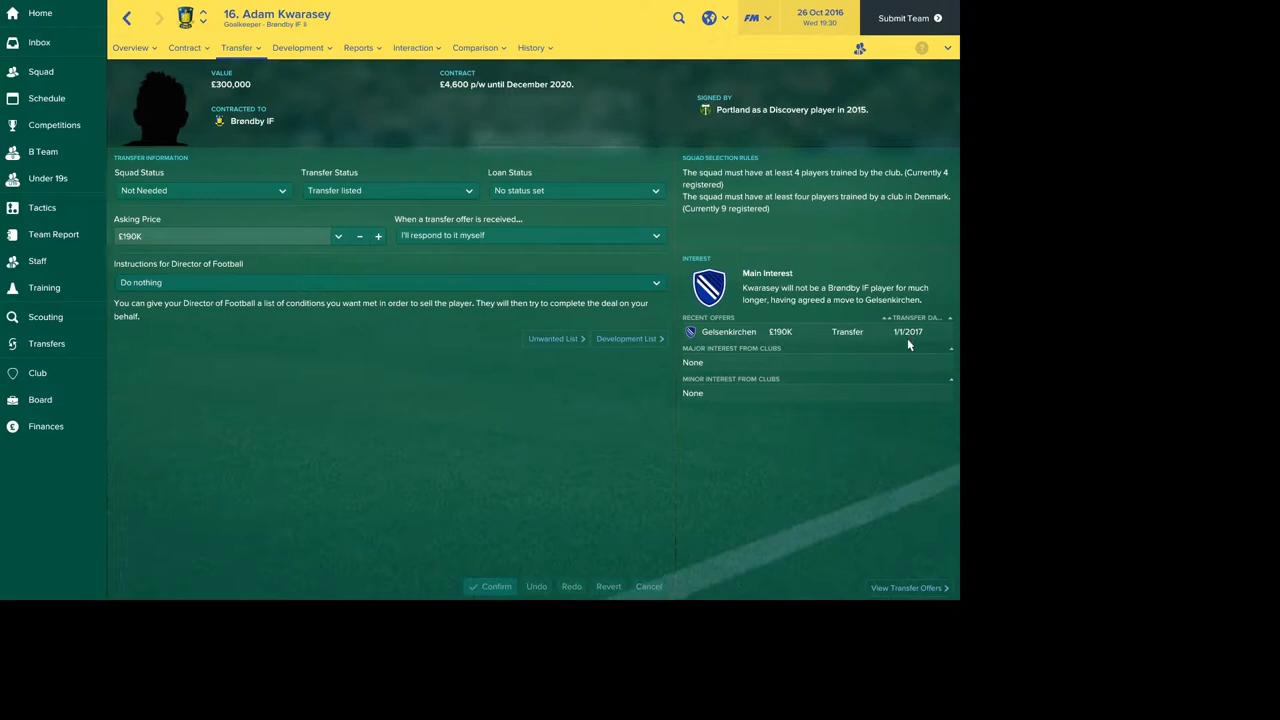 Home
Inbox
Squad
Schedule
Competitions
B Team
Under 19s
Tactics
Team Report
Staff
Training
Scouting
Transfers
Club
Board
Finances
16. Adam Kwarasey
Goalkeeper - Brøndby IF II
FM
26 Oct 2016
Wed 19:30
Submit Team
Overview Contract Transfer Development Reports Interaction Comparison History
?
VALUE
£300,000
CONTRACTED TO
Brøndby IF
CONTRACT
£4,600 p/w until December 2020.
SIGNED BY
Portland as a Discovery player in 2015.
TRANSFER INFORMATION
Squad Status Transfer Status Loan Status
Not Needed Transfer listed No status set
Asking Price When a transfer offer is received...
£190K I'll respond to it myself
Instructions for Director of Football
Do nothing
You can give your Director of Football a list of conditions you want met in order to sell the player. They will then try to complete the deal on your
behalf.
Unwanted List Development List
SQUAD SELECTION RULES
The squad must have at least 4 players trained by the club. (Currently 4
registered)
The squad must have at least four players trained by a club in Denmark.
(Currently 9 registered)
INTEREST
Main Interest
Kwarasey will not be a Brøndby IF player for much
longer, having agreed a move to Gelsenkirchen.
RECENT OFFERS TRANSFER DA...
Gelsenkirchen £190K Transfer 1/1/2017
MAJOR INTEREST FROM CLUBS
None
MINOR INTEREST FROM CLUBS
None
Confirm Undo Redo Revert Cancel
View Transfer Offers